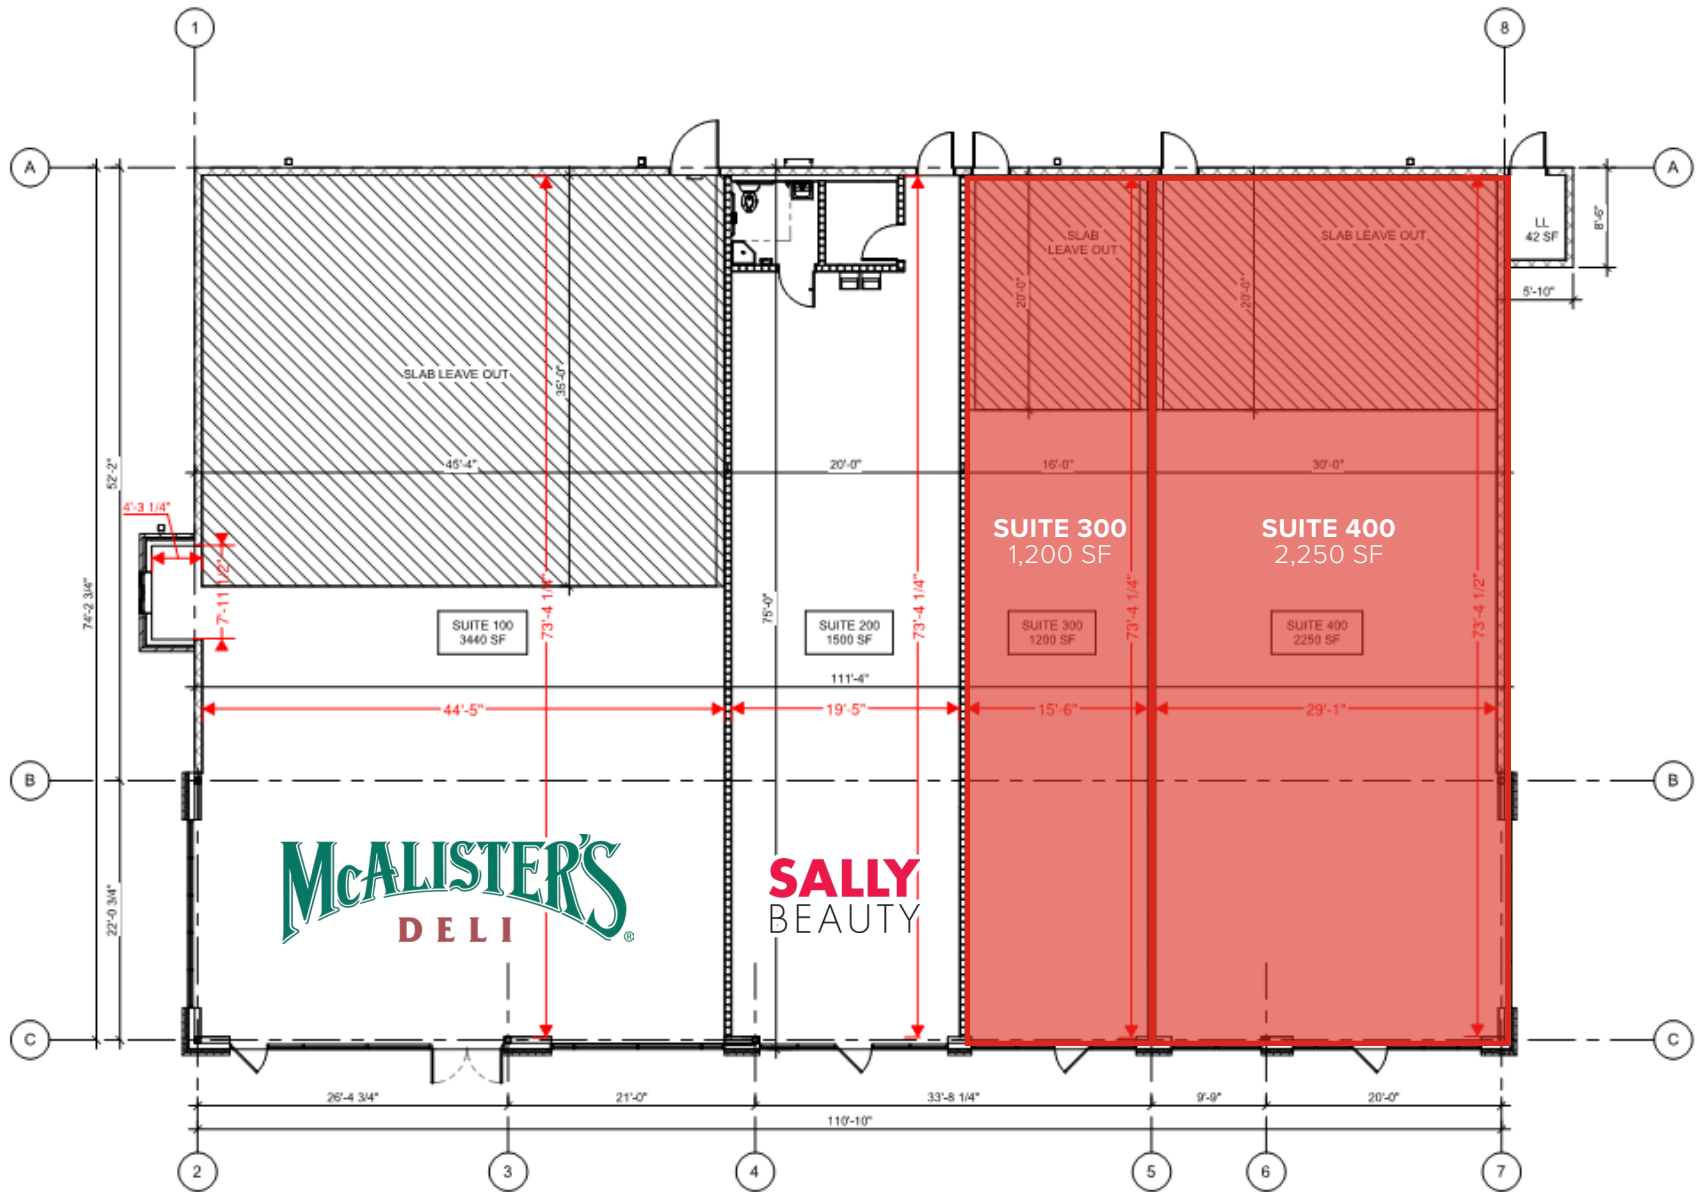 1
8
A
A
SLAB
LEAVE OUT
SLAB LEAVE OUT
LL
42 SF
8'-6"
5'-10"
20'-0"
20'-0"
SLAB LEAVE OUT
35'-0"
45'-4"
20'-0"
16'-0"
30'-0"
52'-2"
4'-3 1/4"
SUITE 300
1,200 SF
SUITE 400
2,250 SF
7'-11 1/2"
74'-2 3/4"
73'-4 1/4"
75'-0"
73'-4 1/4"
73'-4 1/4"
73'-4 1/2"
SUITE 100
3440 SF
SUITE 200
1500 SF
SUITE 300
1200 SF
SUITE 400
2250 SF
111'-4"
44'-5"
19'-5"
15'-6"
29'-1"
B
B
McALISTER'S
DELI
®
SALLY
BEAUTY
22'-0 3/4"
C
C
26'-4 3/4"
21'-0"
33'-8 1/4"
9'-9"
20'-0"
110'-10"
2
3
4
5
6
7